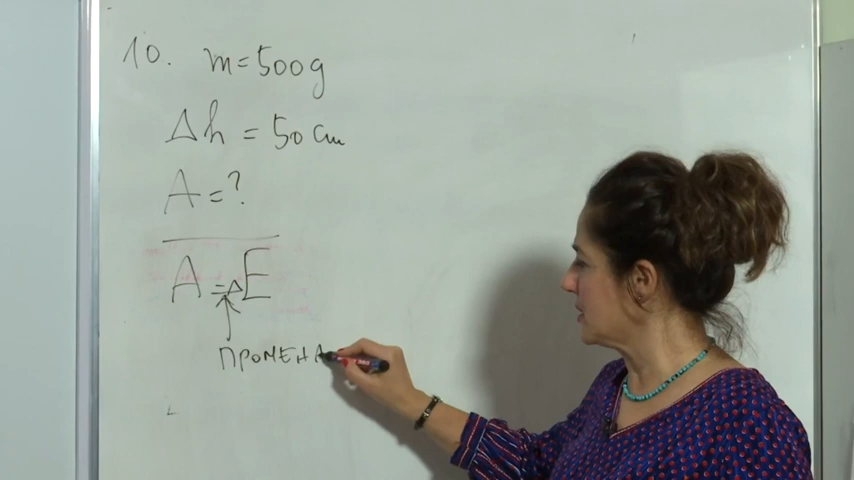 10. m=500g
Δh = 50 cm
A = ?
A = ΔE
ПРОМЕНА